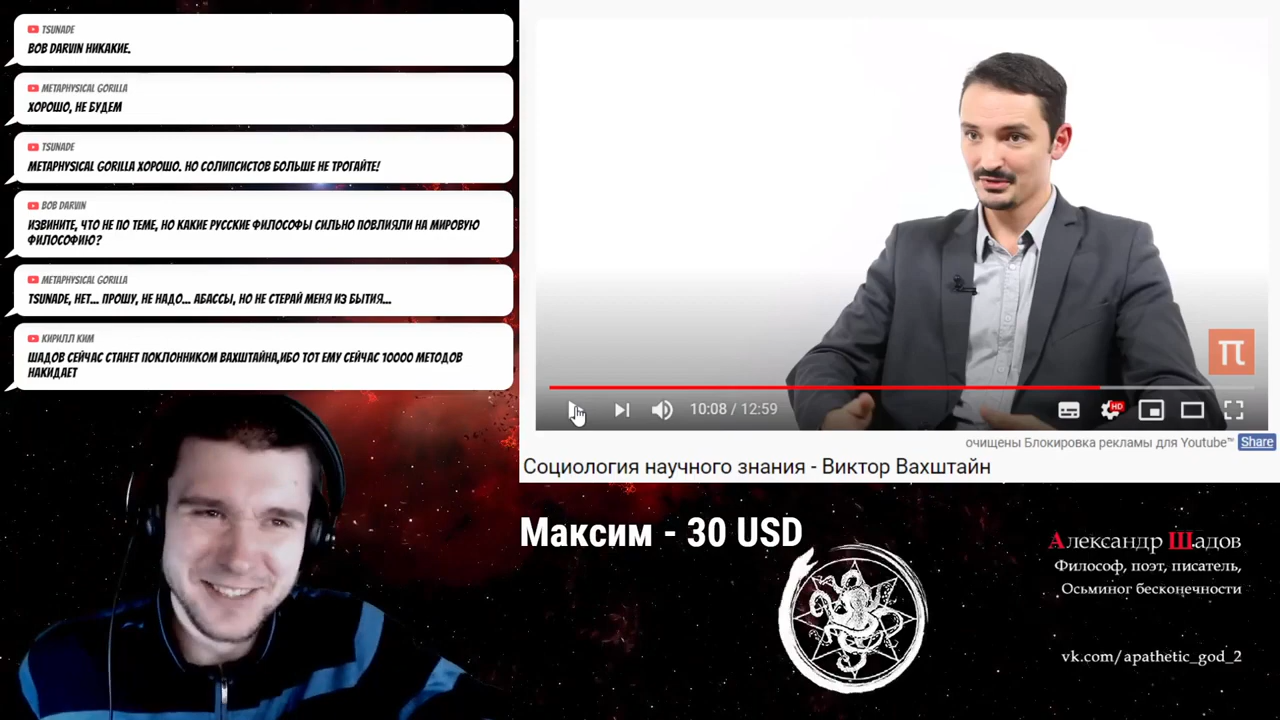 TSUNADE
BOB DARVIN НИКАКИЕ.
METAPHYSICAL GORILLA
ХОРОШО, НЕ БУДЕМ
TSUNADE
METAPHYSICAL GORILLA ХОРОШО. НО СОЛИПСИСТОВ БОЛЬШЕ НЕ ТРОГАЙТЕ!
BOB DARVIN
ИЗВИНИТЕ, ЧТО НЕ ПО ТЕМЕ, НО КАКИЕ РУССКИЕ ФИЛОСОФЫ СИЛЬНО ПОВЛИЯЛИ НА МИРОВУЮ
ФИЛОСОФИЮ?
METAPHYSICAL GORILLA
TSUNADE, НЕТ... ПРОШУ, НЕ НАДО... АБАССЫ, НО НЕ СТЕРАЙ МЕНЯ ИЗ БЫТИЯ...
КИРИЛЛ КИМ
ШАДОВ СЕЙЧАС СТАНЕТ ПОКЛОННИКОМ ВАХШТАЙНА,ИБО ТОТ ЕМУ СЕЙЧАС 10000 МЕТОДОВ
НАКИДАЕТ
π
10:08 / 12:59
HD
очищены Блокировка рекламы для Youtube™ Share
Социология научного знания - Виктор Вахштайн
Максим - 30 USD
Александр Шадов
Философ, поэт, писатель,
Осьминог бесконечности
vk.com/apathetic_god_2